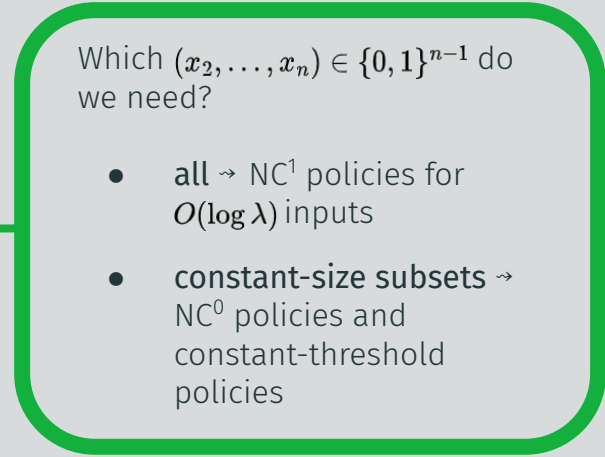 Which (x₂, . . . , xₙ) ∈ {0, 1}ⁿ⁻¹ do
we need?
● all ⇝ NC¹ policies for
O(log λ) inputs
● constant-size subsets ⇝
NC⁰ policies and
constant-threshold
policies